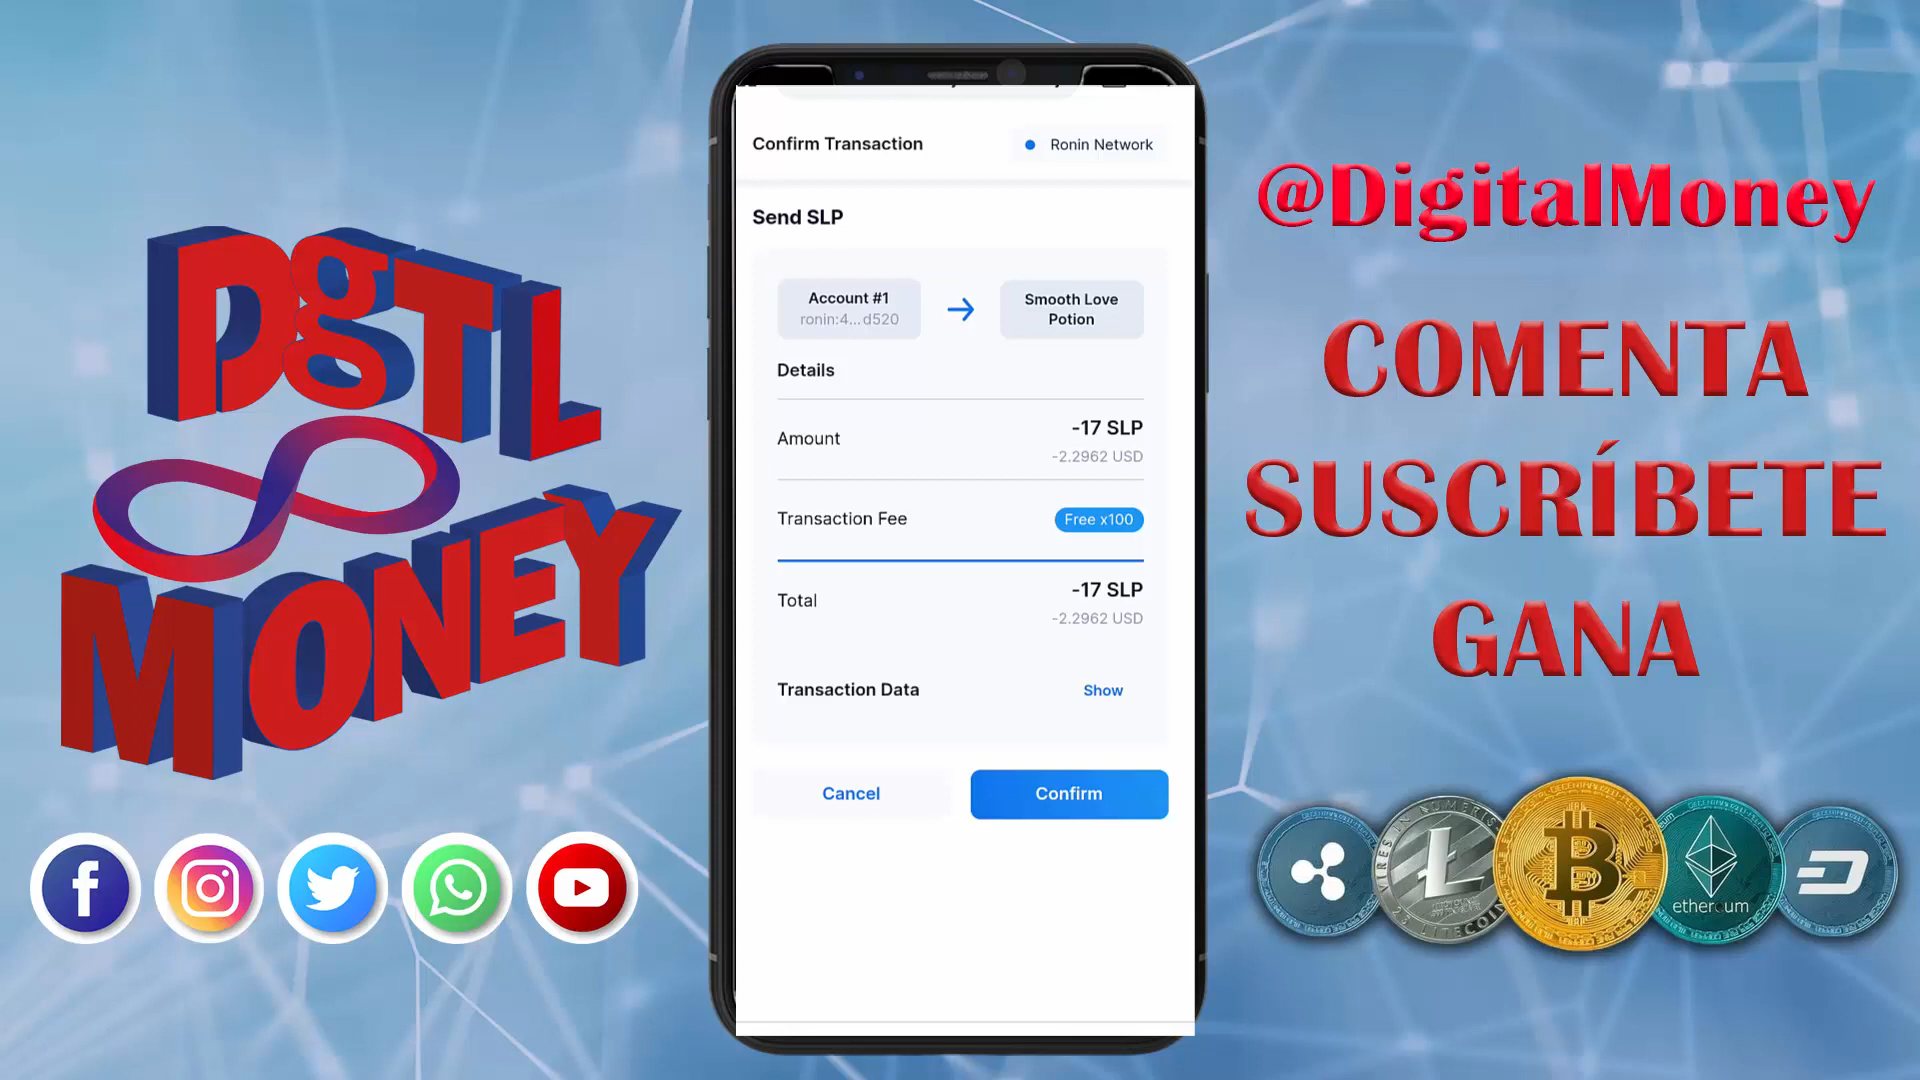 DgTL
MONEY
Confirm Transaction
Ronin Network
Send SLP
Account #1
ronin:4...d520
Smooth Love
Potion
Details
Amount
-17 SLP
-2.2962 USD
Transaction Fee
Free x100
Total
-17 SLP
-2.2962 USD
Transaction Data
Show
Cancel
Confirm
@DigitalMoney
COMENTA
SUSCRÍBETE
GANA
ethereum